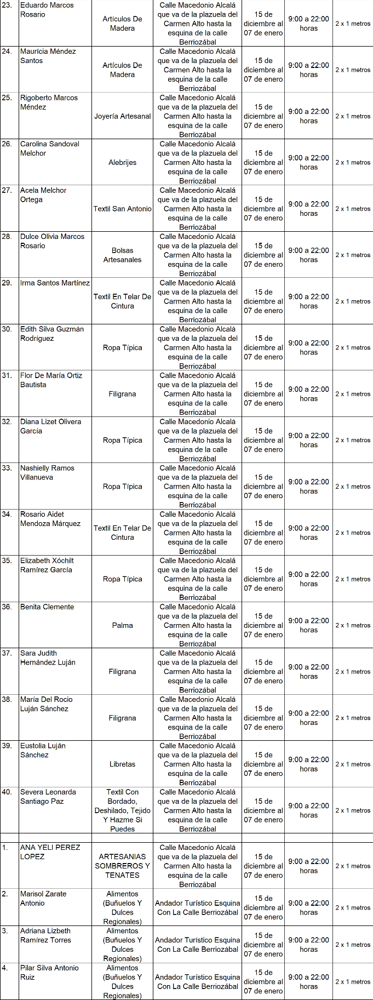 23. Eduardo Marcos Rosario | Artículos De Madera | Calle Macedonio Alcalá que va de la plazuela del Carmen Alto hasta la esquina de la calle Berriozábal | 15 de diciembre al 07 de enero | 9:00 a 22:00 horas | 2 x 1 metros
24. Maurícia Méndez Santos | Artículos De Madera | Calle Macedonio Alcalá que va de la plazuela del Carmen Alto hasta la esquina de la calle Berriozábal | 15 de diciembre al 07 de enero | 9:00 a 22:00 horas | 2 x 1 metros
25. Rigoberto Marcos Méndez | Joyería Artesanal | Calle Macedonio Alcalá que va de la plazuela del Carmen Alto hasta la esquina de la calle Berriozábal | 15 de diciembre al 07 de enero | 9:00 a 22:00 horas | 2 x 1 metros
26. Carolina Sandoval Melchor | Alebrijes | Calle Macedonio Alcalá que va de la plazuela del Carmen Alto hasta la esquina de la calle Berriozábal | 15 de diciembre al 07 de enero | 9:00 a 22:00 horas | 2 x 1 metros
27. Acela Melchor Ortega | Textil San Antonio | Calle Macedonio Alcalá que va de la plazuela del Carmen Alto hasta la esquina de la calle Berriozábal | 15 de diciembre al 07 de enero | 9:00 a 22:00 horas | 2 x 1 metros
28. Dulce Olivia Marcos Rosario | Bolsas Artesanales | Calle Macedonio Alcalá que va de la plazuela del Carmen Alto hasta la esquina de la calle Berriozábal | 15 de diciembre al 07 de enero | 9:00 a 22:00 horas | 2 x 1 metros
29. Irma Santos Martínez | Textil En Telar De Cintura | Calle Macedonio Alcalá que va de la plazuela del Carmen Alto hasta la esquina de la calle Berriozábal | 15 de diciembre al 07 de enero | 9:00 a 22:00 horas | 2 x 1 metros
30. Edith Silva Guzmán Rodríguez | Ropa Típica | Calle Macedonio Alcalá que va de la plazuela del Carmen Alto hasta la esquina de la calle Berriozábal | 15 de diciembre al 07 de enero | 9:00 a 22:00 horas | 2 x 1 metros
31. Flor De María Ortiz Bautista | Filigrana | Calle Macedonio Alcalá que va de la plazuela del Carmen Alto hasta la esquina de la calle Berriozábal | 15 de diciembre al 07 de enero | 9:00 a 22:00 horas | 2 x 1 metros
32. Diana Lizet Olivera García | Ropa Típica | Calle Macedonio Alcalá que va de la plazuela del Carmen Alto hasta la esquina de la calle Berriozábal | 15 de diciembre al 07 de enero | 9:00 a 22:00 horas | 2 x 1 metros
33. Nashielly Ramos Villanueva | Ropa Típica | Calle Macedonio Alcalá que va de la plazuela del Carmen Alto hasta la esquina de la calle Berriozábal | 15 de diciembre al 07 de enero | 9:00 a 22:00 horas | 2 x 1 metros
34. Rosario Aidet Mendoza Márquez | Textil En Telar De Cintura | Calle Macedonio Alcalá que va de la plazuela del Carmen Alto hasta la esquina de la calle Berriozábal | 15 de diciembre al 07 de enero | 9:00 a 22:00 horas | 2 x 1 metros
35. Elizabeth Xóchilt Ramírez García | Ropa Típica | Calle Macedonio Alcalá que va de la plazuela del Carmen Alto hasta la esquina de la calle Berriozábal | 15 de diciembre al 07 de enero | 9:00 a 22:00 horas | 2 x 1 metros
36. Benita Clemente | Palma | Calle Macedonio Alcalá que va de la plazuela del Carmen Alto hasta la esquina de la calle Berriozábal | 15 de diciembre al 07 de enero | 9:00 a 22:00 horas | 2 x 1 metros
37. Sara Judith Hernández Luján | Filigrana | Calle Macedonio Alcalá que va de la plazuela del Carmen Alto hasta la esquina de la calle Berriozábal | 15 de diciembre al 07 de enero | 9:00 a 22:00 horas | 2 x 1 metros
38. María Del Rocio Luján Sánchez | Filigrana | Calle Macedonio Alcalá que va de la plazuela del Carmen Alto hasta la esquina de la calle Berriozábal | 15 de diciembre al 07 de enero | 9:00 a 22:00 horas | 2 x 1 metros
39. Eustolia Luján Sánchez | Libretas | Calle Macedonio Alcalá que va de la plazuela del Carmen Alto hasta la esquina de la calle Berriozábal | 15 de diciembre al 07 de enero | 9:00 a 22:00 horas | 2 x 1 metros
40. Severa Leonarda Santiago Paz | Textil Con Bordado, Deshilado, Tejido Y Hazme Si Puedes | Calle Macedonio Alcalá que va de la plazuela del Carmen Alto hasta la esquina de la calle Berriozábal | 15 de diciembre al 07 de enero | 9:00 a 22:00 horas | 2 x 1 metros
1. ANA YELI PEREZ LOPEZ | ARTESANIAS SOMBREROS Y TENATES | Calle Macedonio Alcalá que va de la plazuela del Carmen Alto hasta la esquina de la calle Berriozábal | 15 de diciembre al 07 de enero | 9:00 a 22:00 horas | 2 x 1 metros
2. Marisol Zarate Antonio | Alimentos (Buñuelos Y Dulces Regionales) | Andador Turístico Esquina Con La Calle Berriozábal | 15 de diciembre al 07 de enero | 9:00 a 22:00 horas | 2 x 1 metros
3. Adriana Lizbeth Ramírez Torres | Alimentos (Buñuelos Y Dulces Regionales) | Andador Turístico Esquina Con La Calle Berriozábal | 15 de diciembre al 07 de enero | 9:00 a 22:00 horas | 2 x 1 metros
4. Pilar Silva Antonio Ruiz | Alimentos (Buñuelos Y Dulces Regionales) | Andador Turístico Esquina Con La Calle Berriozábal | 15 de diciembre al 07 de enero | 9:00 a 22:00 horas | 2 x 1 metros